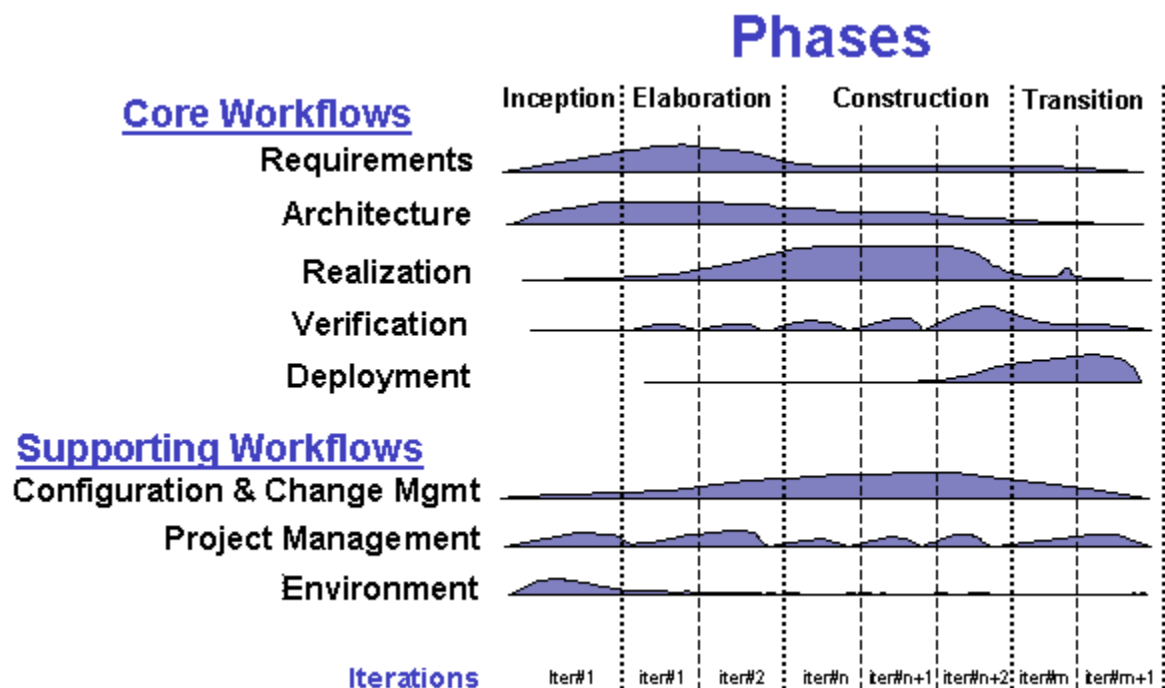 Phases
Inception Elaboration Construction Transition
Core Workflows
Requirements
Architecture
Realization
Verification
Deployment
Supporting Workflows
Configuration & Change Mgmt
Project Management
Environment
Iterations iter#1 iter#1 iter#2 iter#n iter#n+1 iter#n+2 iter#m iter#m+1